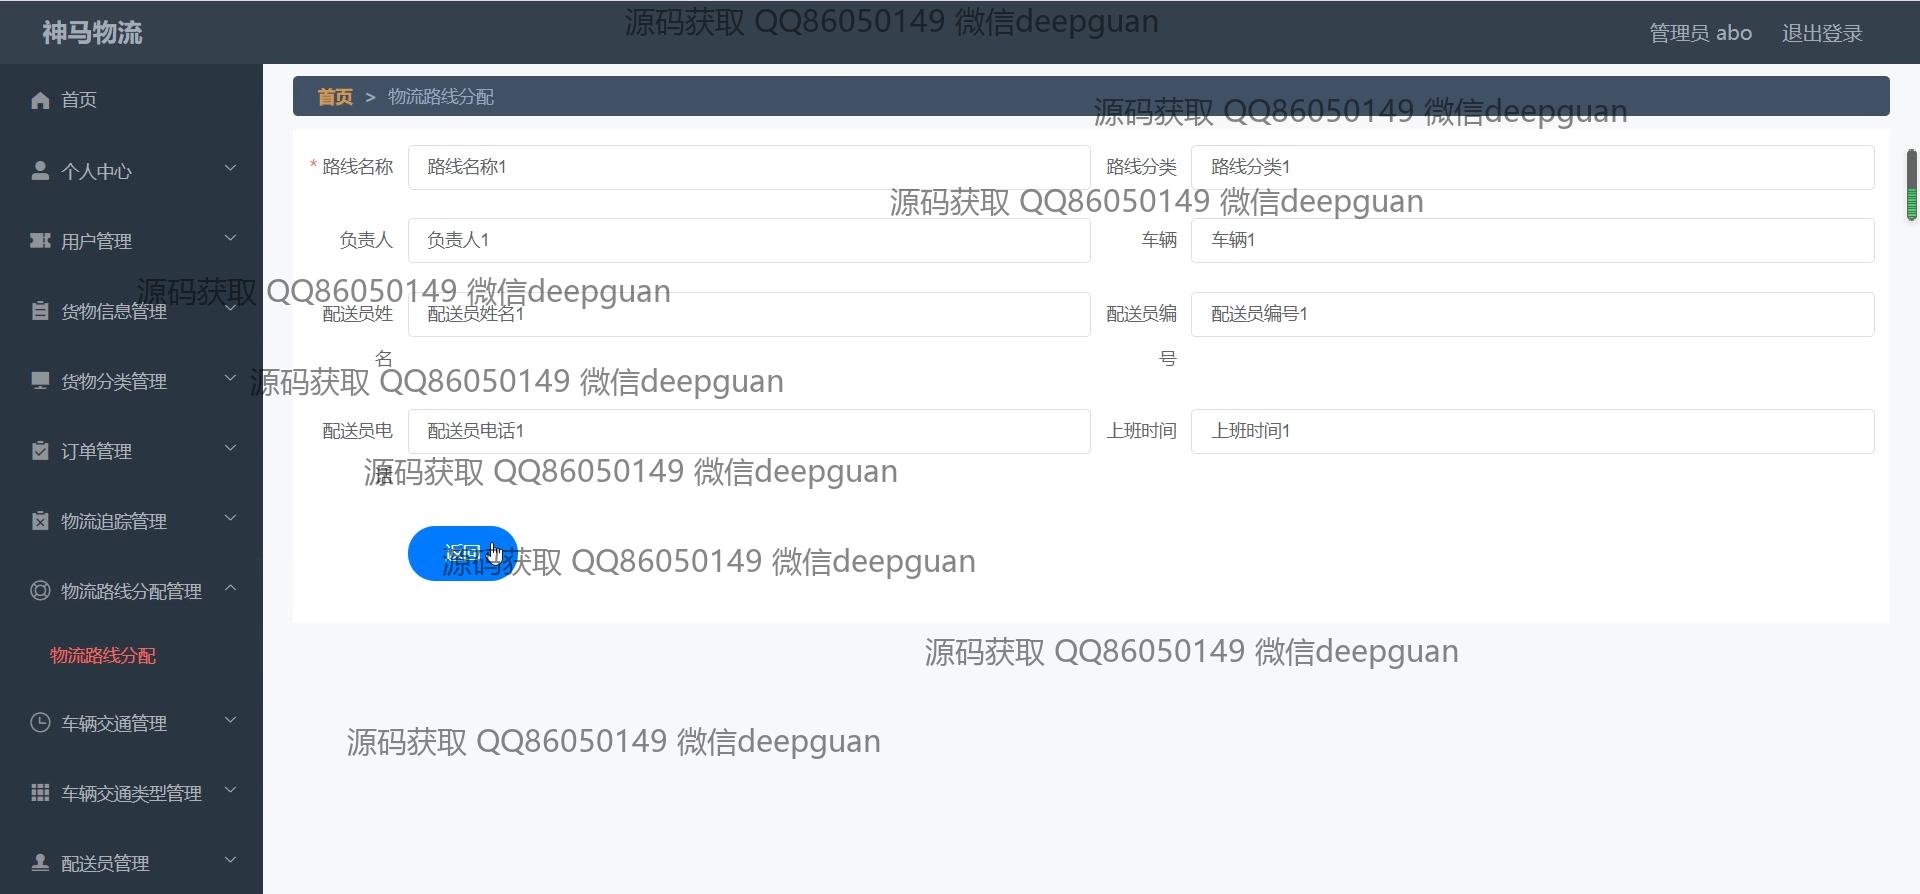 神马物流
源码获取 QQ86050149 微信deepguan
管理员 abo 退出登录
首页
个人中心
用户管理
货物信息管理
货物分类管理
订单管理
物流追踪管理
物流路线分配管理
物流路线分配
车辆交通管理
车辆交通类型管理
配送员管理
首页 > 物流路线分配
源码获取 QQ86050149 微信deepguan
* 路线名称 路线名称1 路线分类 路线分类1
源码获取 QQ86050149 微信deepguan
负责人 负责人1 车辆 车辆1
源码获取 QQ86050149 微信deepguan
配送员姓名 配送员姓名1 配送员编号 配送员编号1
源码获取 QQ86050149 微信deepguan
配送员电话 配送员电话1 上班时间 上班时间1
源码获取 QQ86050149 微信deepguan
返回
源码获取 QQ86050149 微信deepguan
源码获取 QQ86050149 微信deepguan
源码获取 QQ86050149 微信deepguan